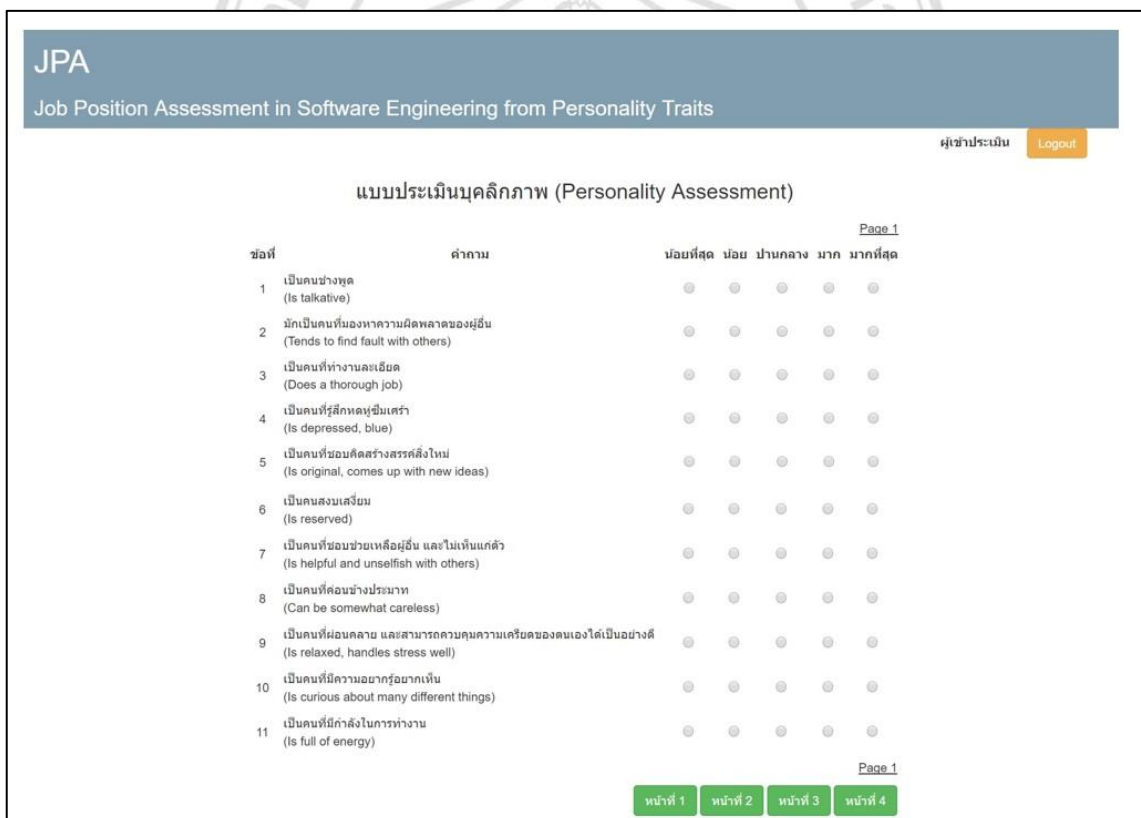 JPA
Job Position Assessment in Software Engineering from Personality Traits
ผู้เข้าประเมิน Logout
แบบประเมินบุคลิกภาพ (Personality Assessment)
Page 1
ข้อที่ คำถาม น้อยที่สุด น้อย ปานกลาง มาก มากที่สุด
1 เป็นคนช่างพูด
(Is talkative)
2 มักเป็นคนที่มองหาความผิดพลาดของผู้อื่น
(Tends to find fault with others)
3 เป็นคนที่ทำงานละเอียด
(Does a thorough job)
4 เป็นคนที่รู้สึกหดหู่ซึมเศร้า
(Is depressed, blue)
5 เป็นคนที่ชอบคิดสร้างสรรค์สิ่งใหม่
(Is original, comes up with new ideas)
6 เป็นคนสงบเสงี่ยม
(Is reserved)
7 เป็นคนที่ชอบช่วยเหลือผู้อื่น และไม่เห็นแก่ตัว
(Is helpful and unselfish with others)
8 เป็นคนที่ค่อนข้างประมาท
(Can be somewhat careless)
9 เป็นคนที่ผ่อนคลาย และสามารถควบคุมความเครียดของตนเองได้เป็นอย่างดี
(Is relaxed, handles stress well)
10 เป็นคนที่มีความอยากรู้อยากเห็น
(Is curious about many different things)
11 เป็นคนที่มีกำลังในการทำงาน
(Is full of energy)
Page 1
หน้าที่ 1 หน้าที่ 2 หน้าที่ 3 หน้าที่ 4